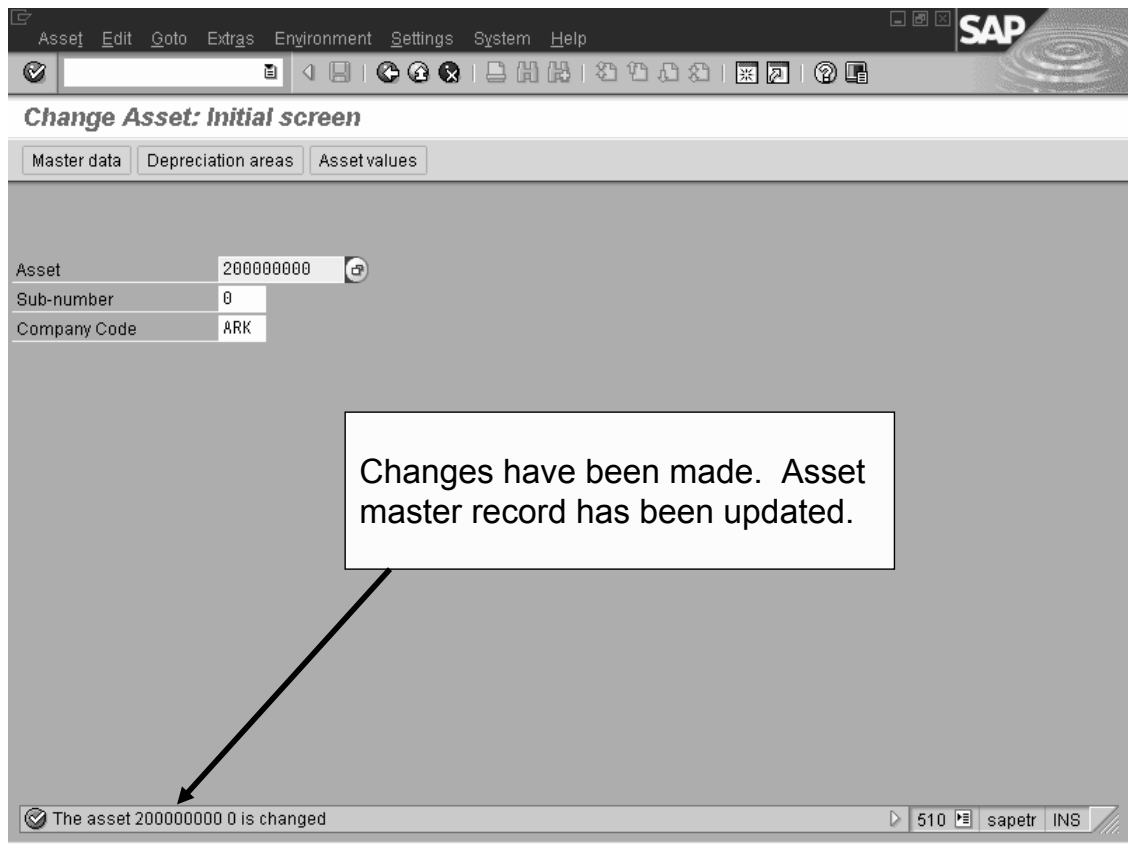 Asset Edit Goto Extras Environment Settings System Help
SAP
Change Asset: Initial screen
Master data Depreciation areas Asset values
Asset 200000000
Sub-number 0
Company Code ARK
Changes have been made. Asset
master record has been updated.
The asset 200000000 0 is changed 510 sapetr INS